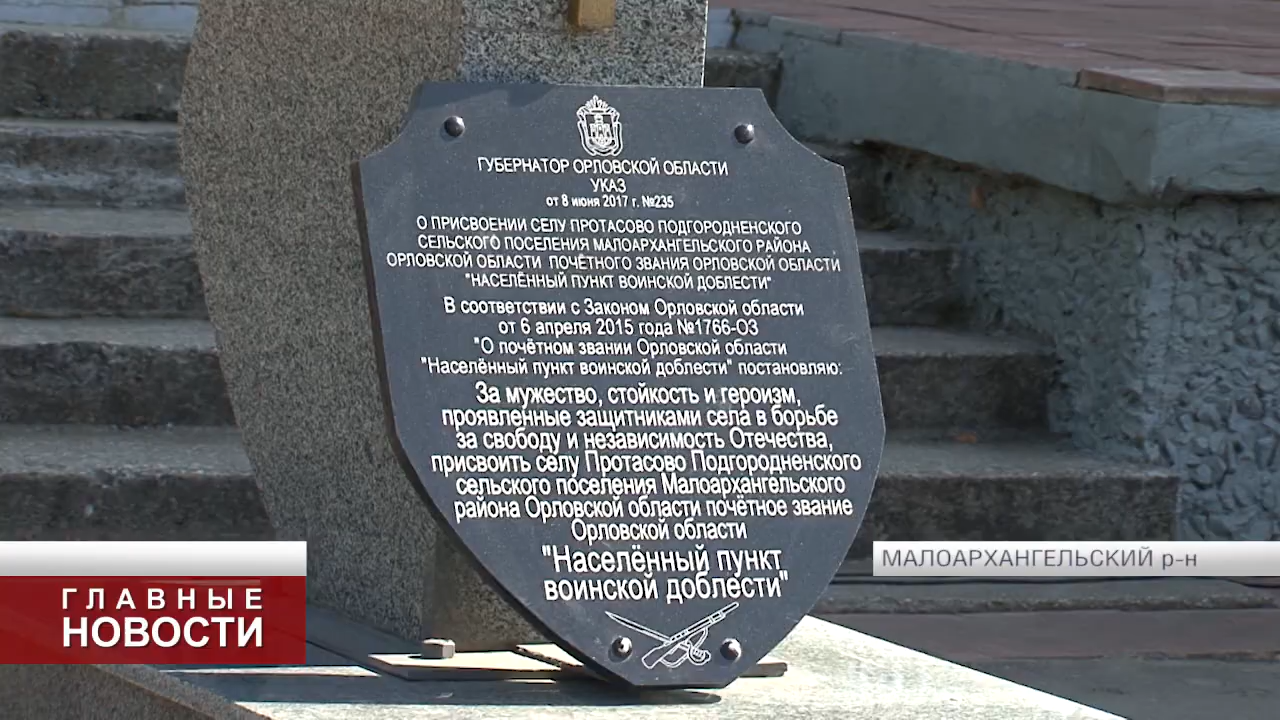 ГУБЕРНАТОР ОРЛОВСКОЙ ОБЛАСТИ
УКАЗ
от 8 июня 2017 г. №235
О ПРИСВОЕНИИ СЕЛУ ПРОТАСОВО ПОДГОРОДНЕНСКОГО
СЕЛЬСКОГО ПОСЕЛЕНИЯ МАЛОАРХАНГЕЛЬСКОГО РАЙОНА
ОРЛОВСКОЙ ОБЛАСТИ ПОЧЁТНОГО ЗВАНИЯ ОРЛОВСКОЙ ОБЛАСТИ
"НАСЕЛЁННЫЙ ПУНКТ ВОИНСКОЙ ДОБЛЕСТИ"
В соответствии с Законом Орловской области
от 6 апреля 2015 года №1766-ОЗ
"О почётном звании Орловской области
"Населённый пункт воинской доблести" постановляю:
За мужество, стойкость и героизм,
проявленные защитниками села в борьбе
за свободу и независимость Отечества,
присвоить селу Протасово Подгородненского
сельского поселения Малоархангельского
района Орловской области почётное звание
Орловской области
"Населённый пункт
воинской доблести"
МАЛОАРХАНГЕЛЬСКИЙ р-н
ГЛАВНЫЕ
НОВОСТИ